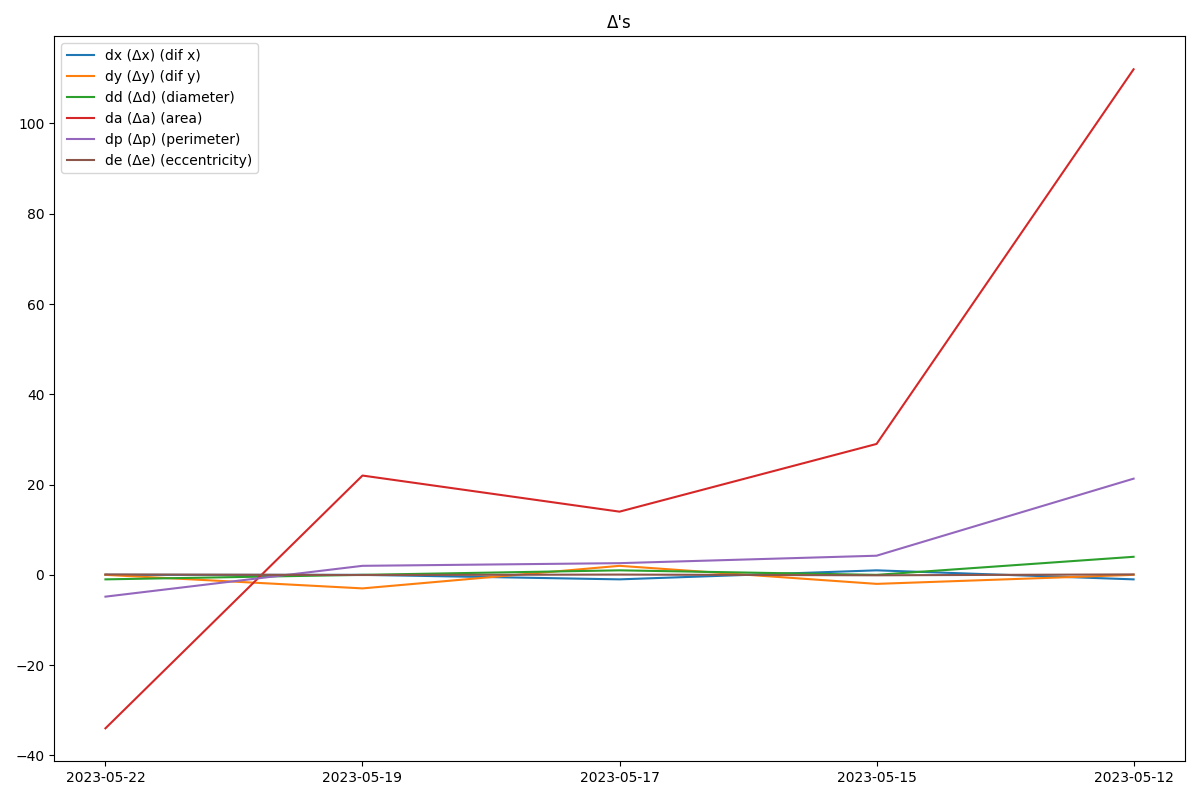 Δ's
dx (Δx) (dif x)
dy (Δy) (dif y)
dd (Δd) (diameter)
da (Δa) (area)
dp (Δp) (perimeter)
de (Δe) (eccentricity)
100
80
60
40
20
0
−20
−40
2023-05-22 2023-05-19 2023-05-17 2023-05-15 2023-05-12